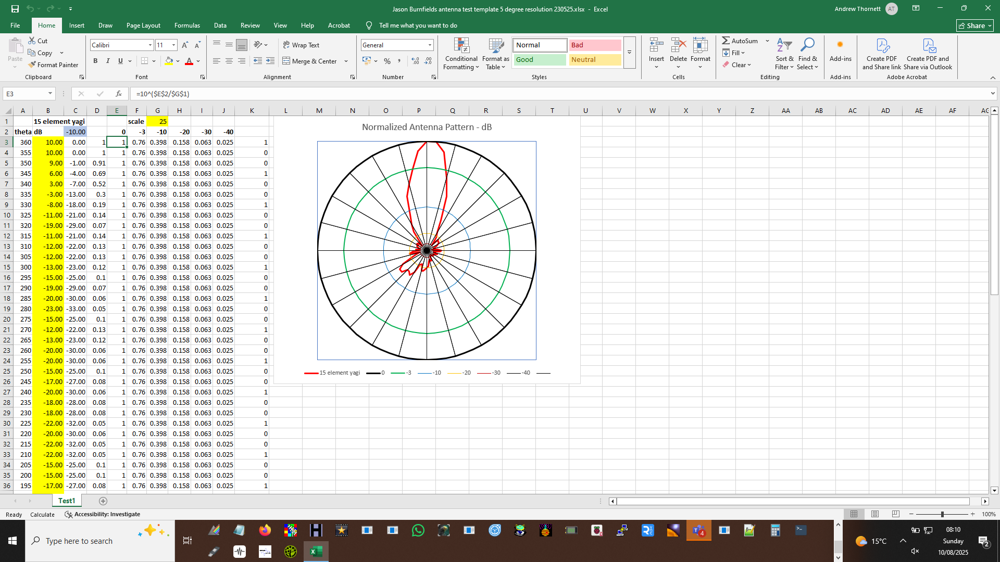 Jason Burnfields antenna test template 5 degree resolution 230525.xlsx - Excel
Andrew Thornett AT
File Home Insert Draw Page Layout Formulas Data Review View Help Acrobat Tell me what you want to do
Share
Paste Cut Copy Format Painter
Calibri 11 A A B I U A
Wrap Text
Merge & Center
General
% ,
Conditional Formatting
Format as Table
Normal Bad
Good Neutral
Insert Delete Format
AutoSum
Fill
Clear
Sort & Filter
Find & Select
Add-ins
Create PDF and Share link
Create PDF and Share via Outlook
Clipboard Font Alignment Number Styles Cells Editing Add-ins Adobe Acrobat
E3 fx =10^($E$2/$G$1)
A B C D E F G H I J K L M N O P Q R S T U V W X Y Z AA AB AC AD AE AF AG
1 15 element yagi scale 25
2 theta dB -10.00 0 -3 -10 -20 -30 -40
3 360 10.00 0.00 1 1 0.76 0.398 0.158 0.063 0.025 1
4 355 10.00 0.00 1 1 0.76 0.398 0.158 0.063 0.025 0
5 350 9.00 -1.00 0.91 1 0.76 0.398 0.158 0.063 0.025 0
6 345 6.00 -4.00 0.69 1 0.76 0.398 0.158 0.063 0.025 1
7 340 3.00 -7.00 0.52 1 0.76 0.398 0.158 0.063 0.025 0
8 335 -3.00 -13.00 0.3 1 0.76 0.398 0.158 0.063 0.025 0
9 330 -8.00 -18.00 0.19 1 0.76 0.398 0.158 0.063 0.025 1
10 325 -11.00 -21.00 0.14 1 0.76 0.398 0.158 0.063 0.025 0
11 320 -19.00 -29.00 0.07 1 0.76 0.398 0.158 0.063 0.025 0
12 315 -11.00 -21.00 0.14 1 0.76 0.398 0.158 0.063 0.025 1
13 310 -12.00 -22.00 0.13 1 0.76 0.398 0.158 0.063 0.025 0
14 305 -12.00 -22.00 0.13 1 0.76 0.398 0.158 0.063 0.025 0
15 300 -13.00 -23.00 0.12 1 0.76 0.398 0.158 0.063 0.025 1
16 295 -15.00 -25.00 0.1 1 0.76 0.398 0.158 0.063 0.025 0
17 290 -19.00 -29.00 0.07 1 0.76 0.398 0.158 0.063 0.025 0
18 285 -20.00 -30.00 0.06 1 0.76 0.398 0.158 0.063 0.025 1
19 280 -23.00 -33.00 0.05 1 0.76 0.398 0.158 0.063 0.025 0
20 275 -15.00 -25.00 0.1 1 0.76 0.398 0.158 0.063 0.025 0
21 270 -12.00 -22.00 0.13 1 0.76 0.398 0.158 0.063 0.025 1
22 265 -13.00 -23.00 0.12 1 0.76 0.398 0.158 0.063 0.025 0
23 260 -20.00 -30.00 0.06 1 0.76 0.398 0.158 0.063 0.025 0
24 255 -20.00 -30.00 0.06 1 0.76 0.398 0.158 0.063 0.025 1
25 250 -15.00 -25.00 0.1 1 0.76 0.398 0.158 0.063 0.025 0
26 245 -17.00 -27.00 0.08 1 0.76 0.398 0.158 0.063 0.025 0
27 240 -20.00 -30.00 0.06 1 0.76 0.398 0.158 0.063 0.025 1
28 235 -18.00 -28.00 0.08 1 0.76 0.398 0.158 0.063 0.025 0
29 230 -18.00 -28.00 0.08 1 0.76 0.398 0.158 0.063 0.025 0
30 225 -22.00 -32.00 0.05 1 0.76 0.398 0.158 0.063 0.025 1
31 220 -20.00 -30.00 0.06 1 0.76 0.398 0.158 0.063 0.025 0
32 215 -22.00 -32.00 0.05 1 0.76 0.398 0.158 0.063 0.025 0
33 210 -22.00 -32.00 0.05 1 0.76 0.398 0.158 0.063 0.025 1
34 205 -15.00 -25.00 0.1 1 0.76 0.398 0.158 0.063 0.025 0
35 200 -15.00 -25.00 0.1 1 0.76 0.398 0.158 0.063 0.025 0
36 195 -17.00 -27.00 0.08 1 0.76 0.398 0.158 0.063 0.025 1
Normalized Antenna Pattern - dB
15 element yagi 0 -3 -10 -20 -30 -40
Test1
Ready Calculate Accessibility: Investigate 100%
Type here to search
4
15°C
08:10
Sunday
10/08/2025
2